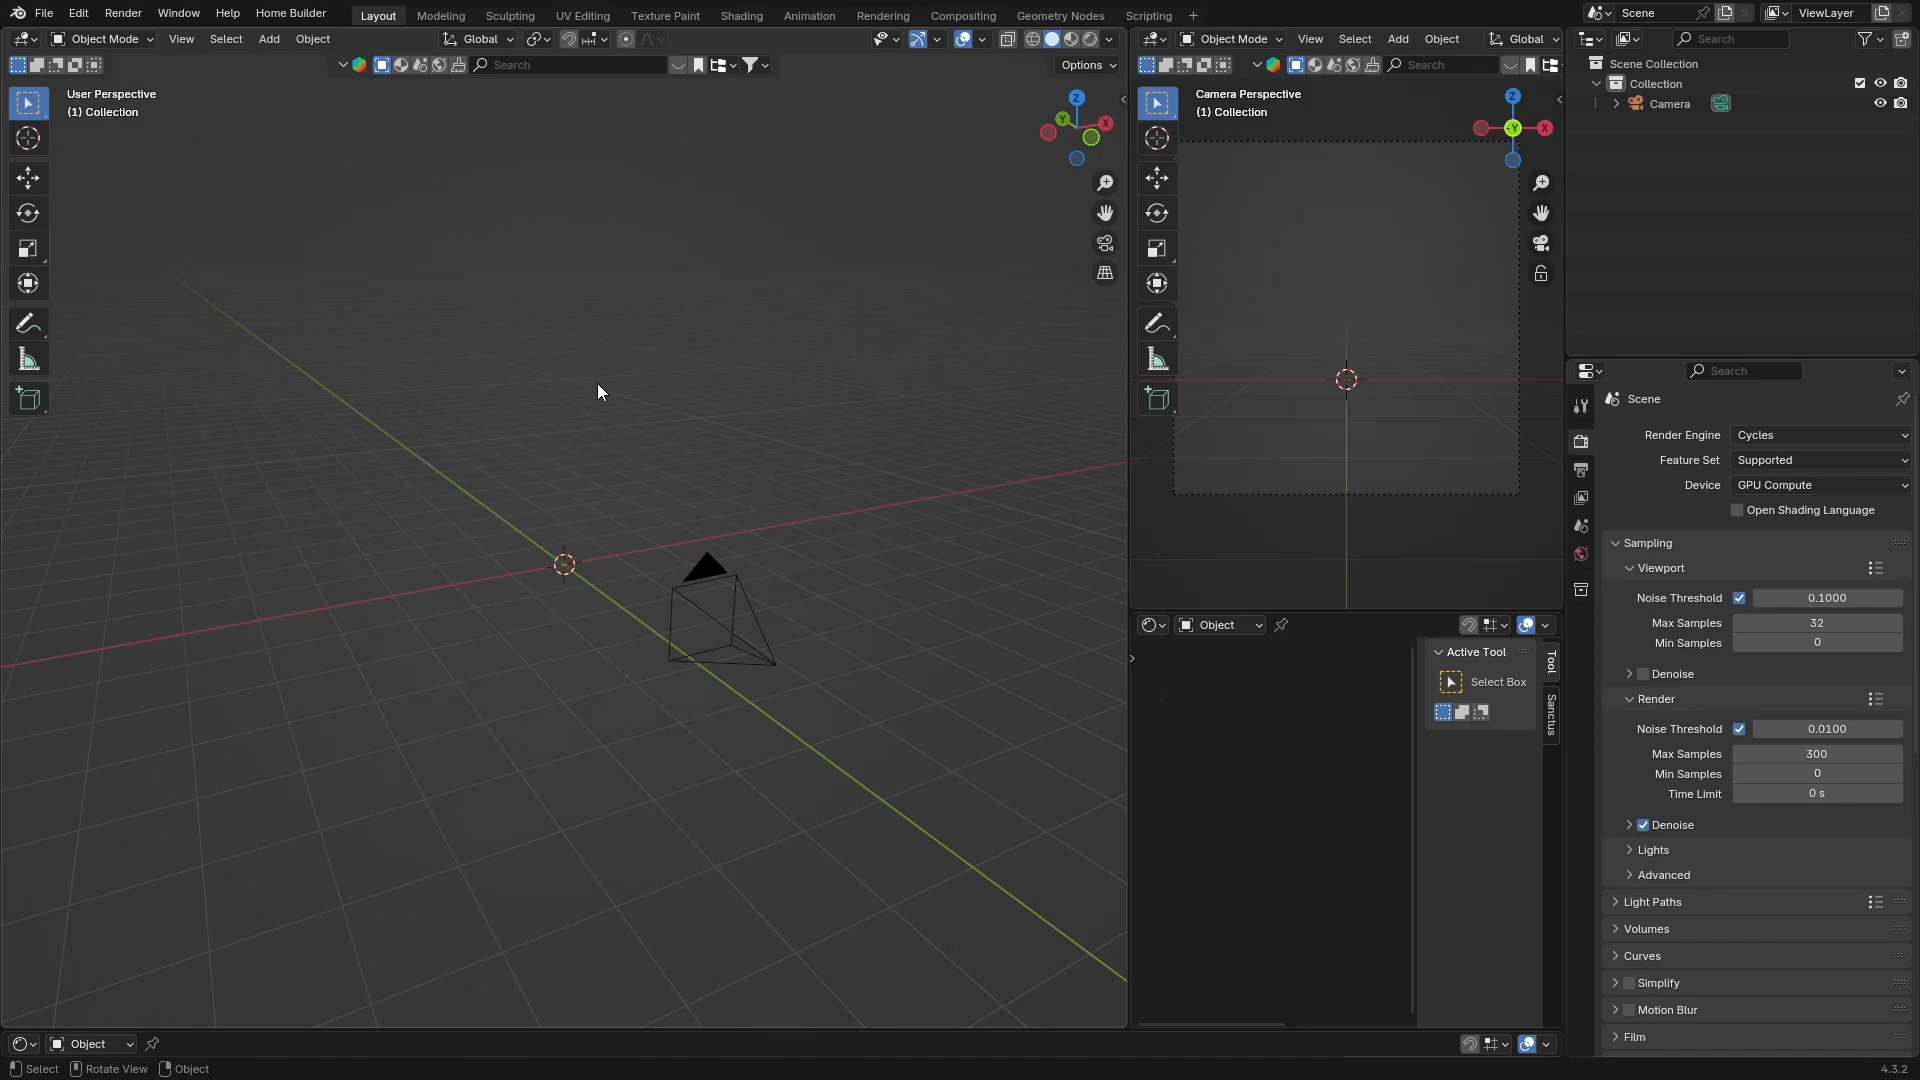 File Edit Render Window Help Home Builder Layout Modeling Sculpting UV Editing Texture Paint Shading Animation Rendering Compositing Geometry Nodes Scripting + Scene ViewLayer
Object Mode View Select Add Object Global
Search Options
User Perspective
(1) Collection
Z
Y
X
Object Mode View Select Add Object Global
Search
Camera Perspective
(1) Collection
Z
-Y
X
Object
Active Tool
Select Box
Tool
Sanctus
Search
Scene Collection
Collection
Camera
Search
Scene
Render Engine Cycles
Feature Set Supported
Device GPU Compute
Open Shading Language
Sampling
Viewport
Noise Threshold 0.1000
Max Samples 32
Min Samples 0
Denoise
Render
Noise Threshold 0.0100
Max Samples 300
Min Samples 0
Time Limit 0 s
Denoise
Lights
Advanced
Light Paths
Volumes
Curves
Simplify
Motion Blur
Film
Object
Select Rotate View Object 4.3.2